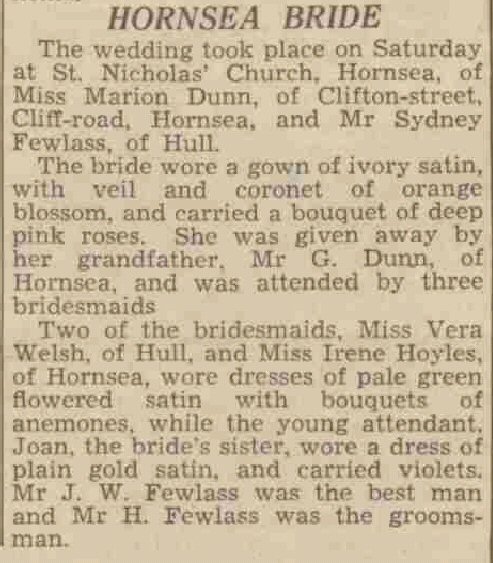 HORNSEA BRIDE
The wedding took place on Saturday
at St. Nicholas' Church, Hornsea, of
Miss Marion Dunn, of Clifton-street,
Cliff-road, Hornsea, and Mr Sydney
Fewlass, of Hull.
The bride wore a gown of ivory satin,
with veil and coronet of orange
blossom, and carried a bouquet of deep
pink roses. She was given away by
her grandfather, Mr G. Dunn, of
Hornsea, and was attended by three
bridesmaids
Two of the bridesmaids, Miss Vera
Welsh, of Hull, and Miss Irene Hoyles,
of Hornsea, wore dresses of pale green
flowered satin with bouquets of
anemones, while the young attendant,
Joan, the bride's sister, wore a dress of
plain gold satin, and carried violets.
Mr J. W. Fewlass was the best man
and Mr H. Fewlass was the grooms-
man.